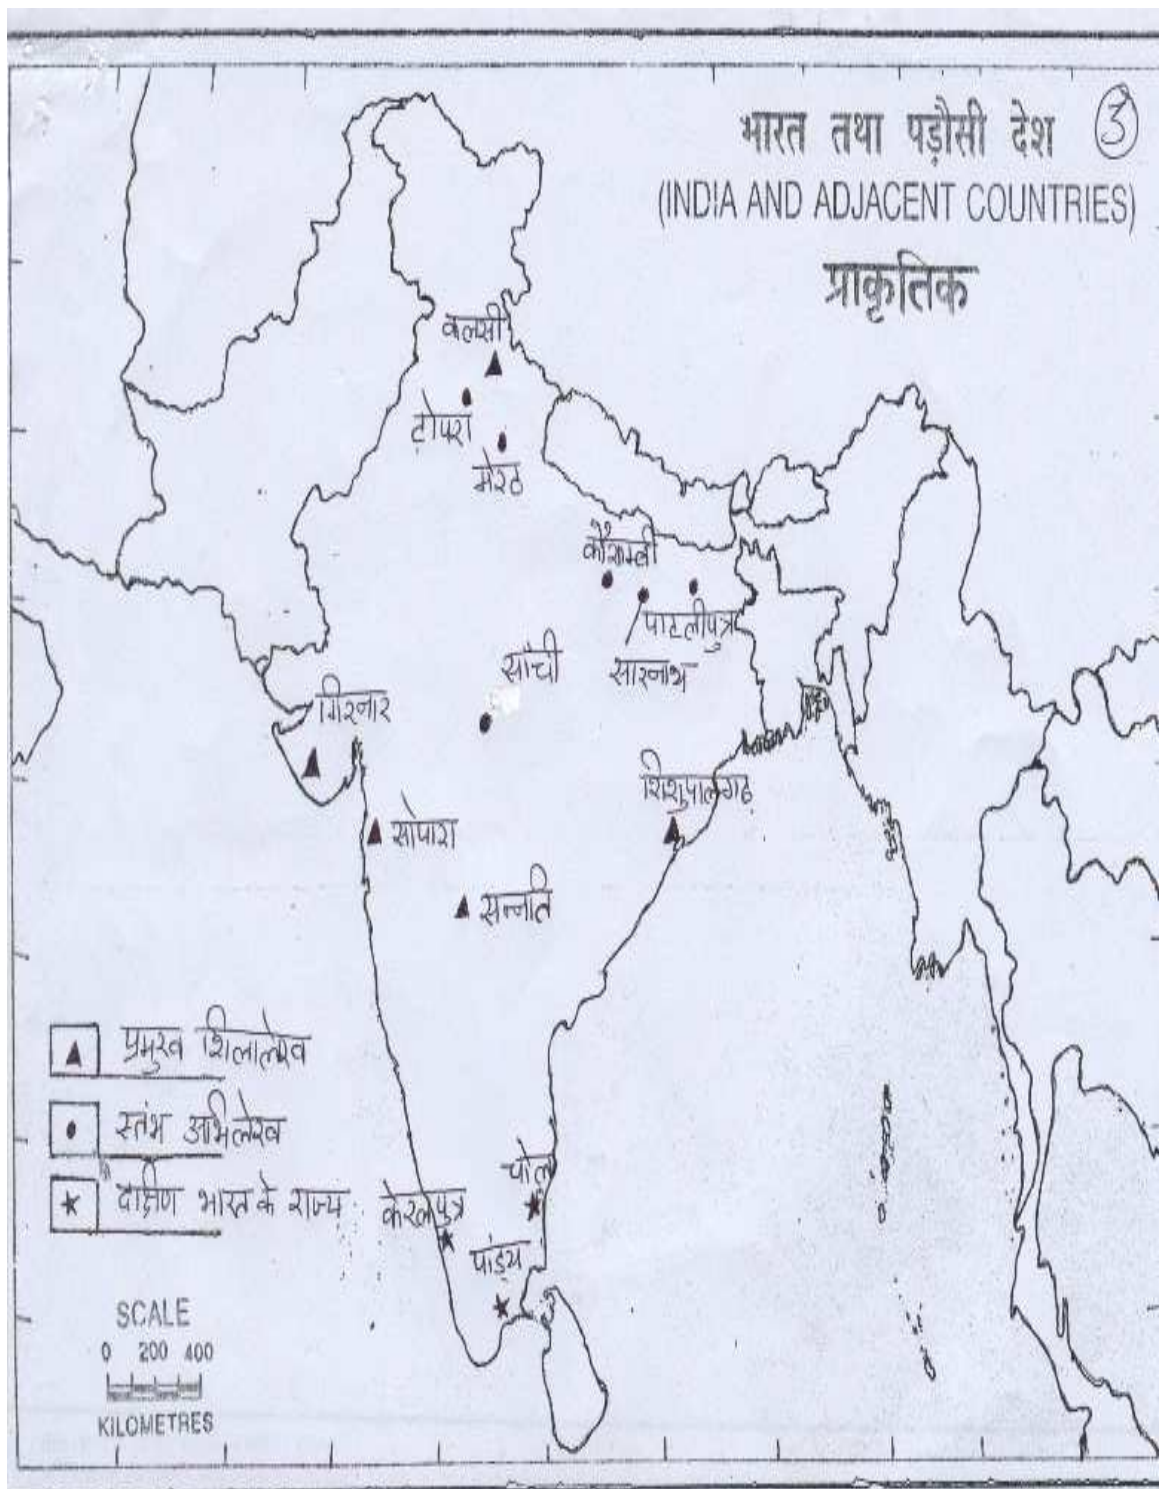 भारत तथा पड़ौसी देश
3
(INDIA AND ADJACENT COUNTRIES)
प्राकृतिक
कलसी
टोपरा
मेरठ
कौशाम्बी
पाटलीपुत्र
सारनाथ
सांची
गिरनार
शिशुपालगढ़
सोपारा
सन्नति
प्रमुख शिलालेख
स्तंभ अभिलेख
दक्षिण भारत के राज्य
चोल
केरलपुत्र
पांड्य
SCALE
0 200 400
KILOMETRES